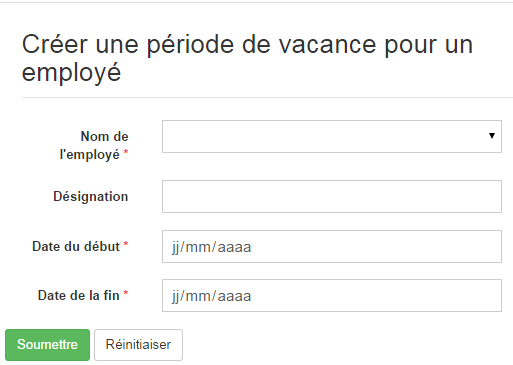 Créer une période de vacance pour un
employé
Nom de
l'employé *
Désignation
Date du début *
jj/mm/aaaa
Date de la fin *
jj/mm/aaaa
Soumettre Réinitiaiser